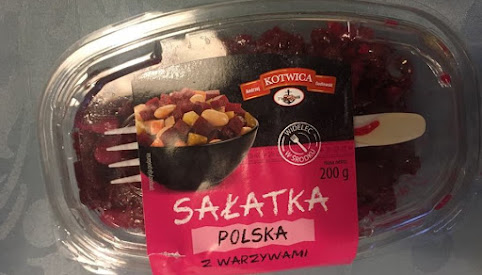 KOTWICA
WIDELEC
W ŚRODKU
200 g
SAŁATKA
POLSKA
Z WARZYWAMI